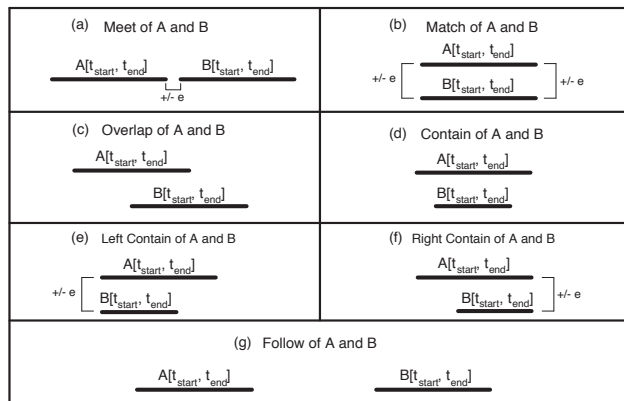 (a) Meet of A and B
A[tstart, tend] B[tstart, tend]
+/- e
(b) Match of A and B
A[tstart, tend]
+/- e +/- e
B[tstart, tend]
(c) Overlap of A and B
A[tstart, tend]
B[tstart, tend]
(d) Contain of A and B
A[tstart, tend]
B[tstart, tend]
(e) Left Contain of A and B
A[tstart, tend]
+/- e
B[tstart, tend]
(f) Right Contain of A and B
A[tstart, tend]
+/- e
B[tstart, tend]
(g) Follow of A and B
A[tstart, tend] B[tstart, tend]